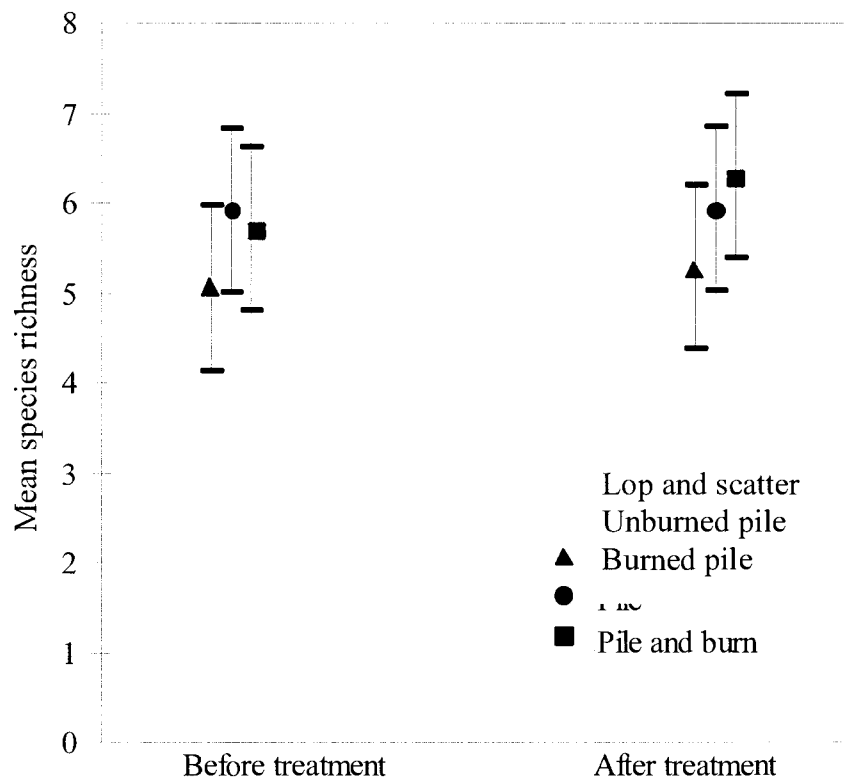 8
7
6
5
4
3
2
1
0
Mean species richness
Lop and scatter
Unburned pile
Burned pile
Pile and burn
Before treatment
After treatment